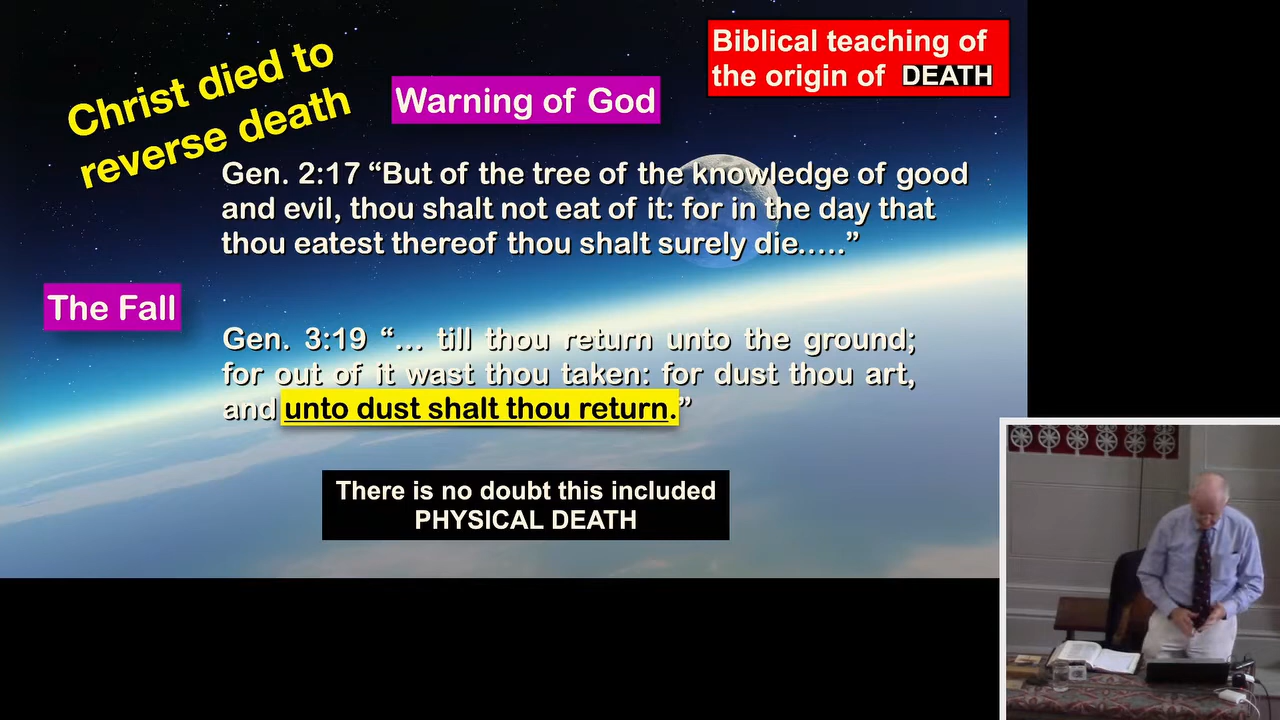 Christ died to
reverse death
Warning of God
Biblical teaching of
the origin of DEATH
Gen. 2:17 “But of the tree of the knowledge of good
and evil, thou shalt not eat of it: for in the day that
thou eatest thereof thou shalt surely die.....”
The Fall
Gen. 3:19 “... till thou return unto the ground;
for out of it wast thou taken: for dust thou art,
and unto dust shalt thou return.”
There is no doubt this included
PHYSICAL DEATH